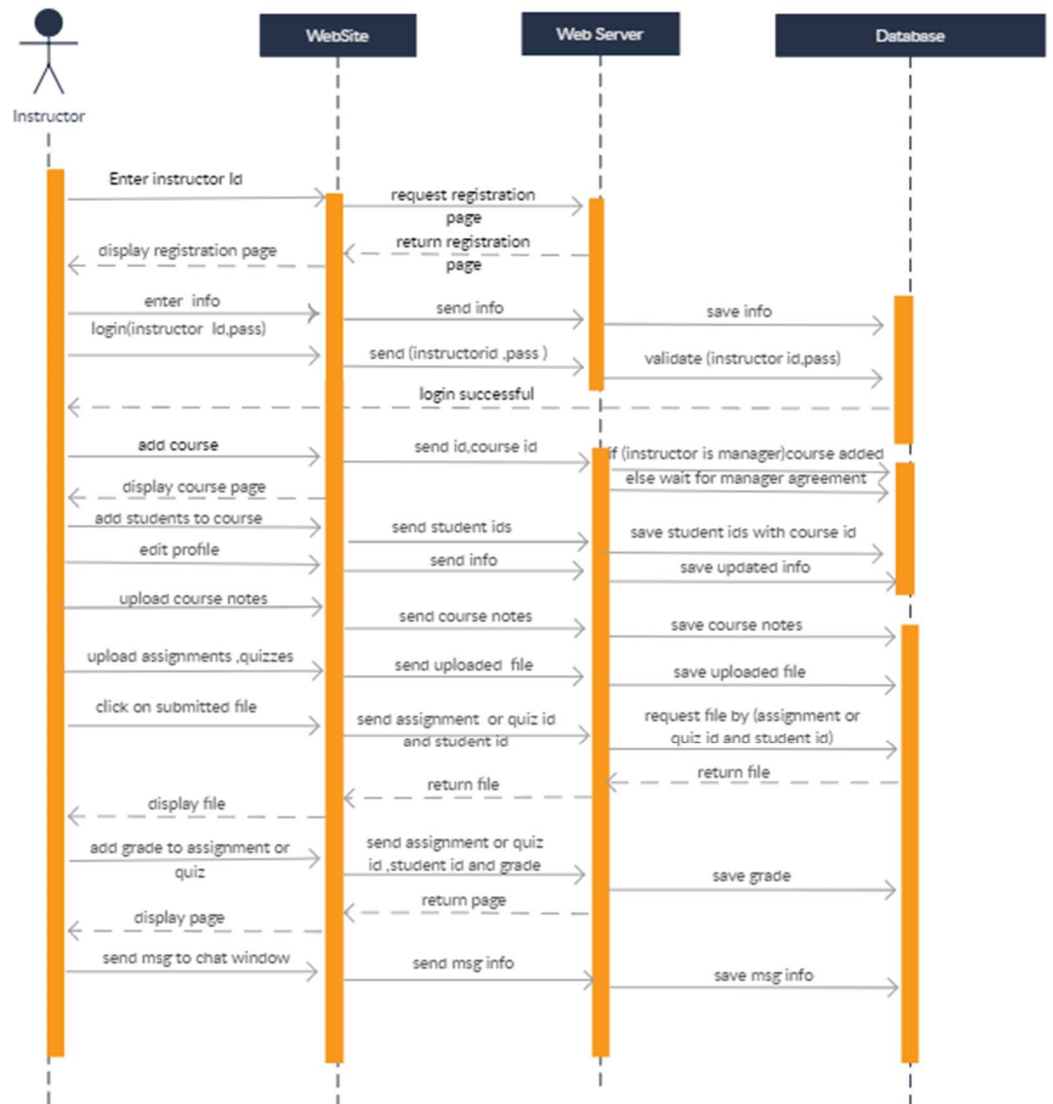 WebSite
Web Server
Database
Instructor
Enter instructor Id
request registration
page
return registration
page
display registration page
enter info
send info
save info
login(instructor Id,pass)
send (instructorid ,pass )
validate (instructor id,pass)
login successful
add course
send id,course id
if (instructor is manager)course added
else wait for manager agreement
display course page
add students to course
send student ids
save student ids with course id
edit profile
send info
save updated info
upload course notes
send course notes
save course notes
upload assignments ,quizzes
send uploaded file
save uploaded file
click on submitted file
send assignment or quiz id
and student id
request file by (assignment or
quiz id and student id)
return file
return file
display file
add grade to assignment or
quiz
send assignment or quiz
id ,student id and grade
save grade
return page
display page
send msg to chat window
send msg info
save msg info